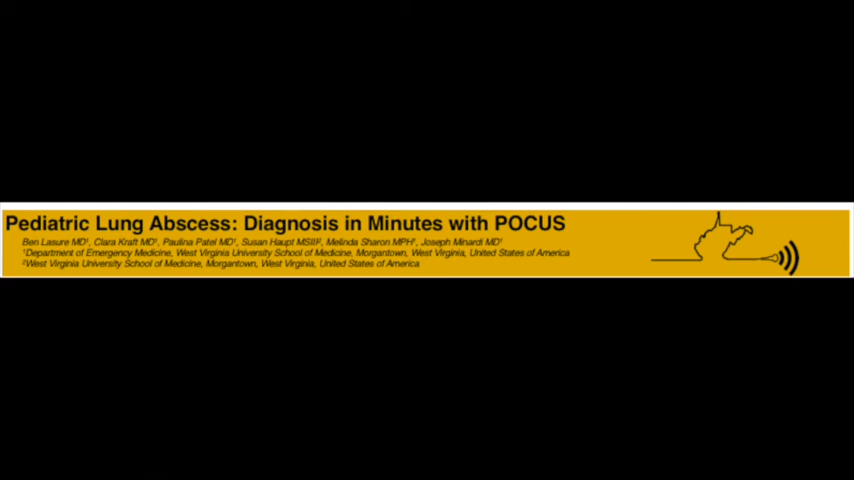 Pediatric Lung Abscess: Diagnosis in Minutes with POCUS
Ben Lasure MD¹, Clara Kraft MD¹, Paulina Patel MD¹, Susan Haupt MSIII², Melinda Sharon MPH¹, Joseph Minardi MD¹
¹Department of Emergency Medicine, West Virginia University School of Medicine, Morgantown, West Virginia, United States of America
²West Virginia University School of Medicine, Morgantown, West Virginia, United States of America